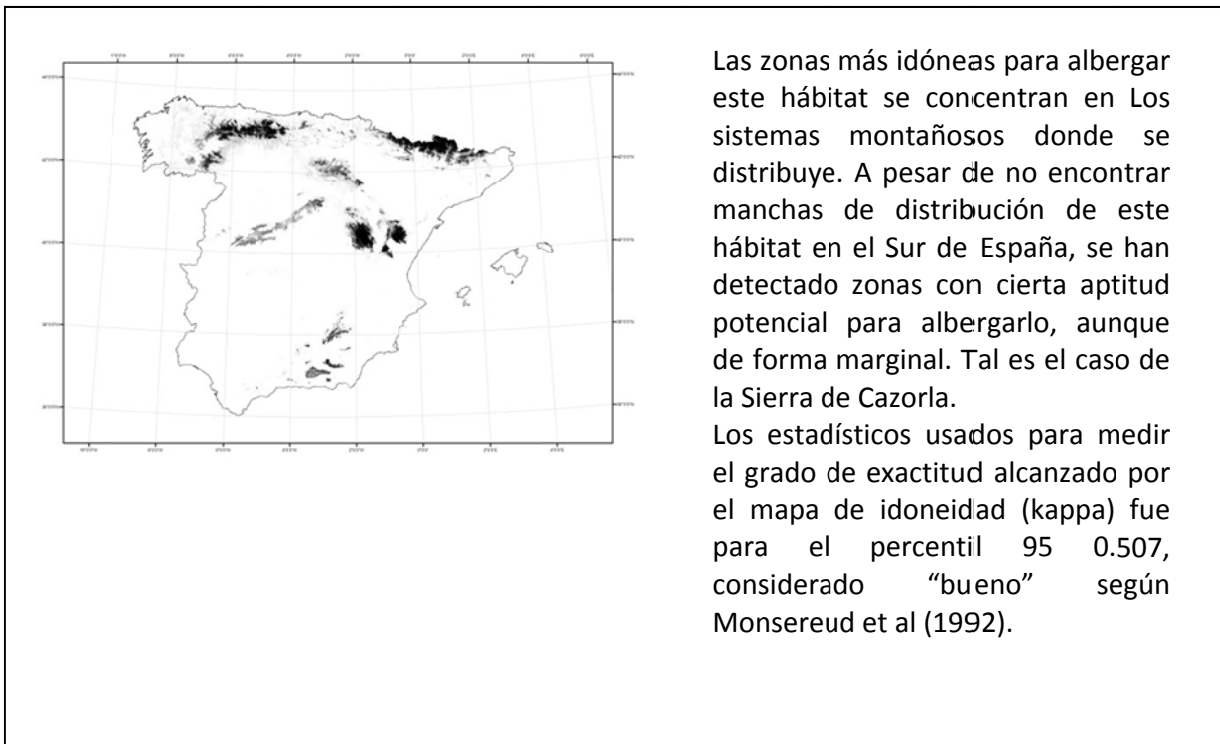 Las zonas más idóneas para albergar
este hábitat se concentran en Los
sistemas montañosos donde se
distribuye. A pesar de no encontrar
manchas de distribución de este
hábitat en el Sur de España, se han
detectado zonas con cierta aptitud
potencial para albergarlo, aunque
de forma marginal. Tal es el caso de
la Sierra de Cazorla.
Los estadísticos usados para medir
el grado de exactitud alcanzado por
el mapa de idoneidad (kappa) fue
para el percentil 95 0.507,
considerado “bueno” según
Monsereud et al (1992).